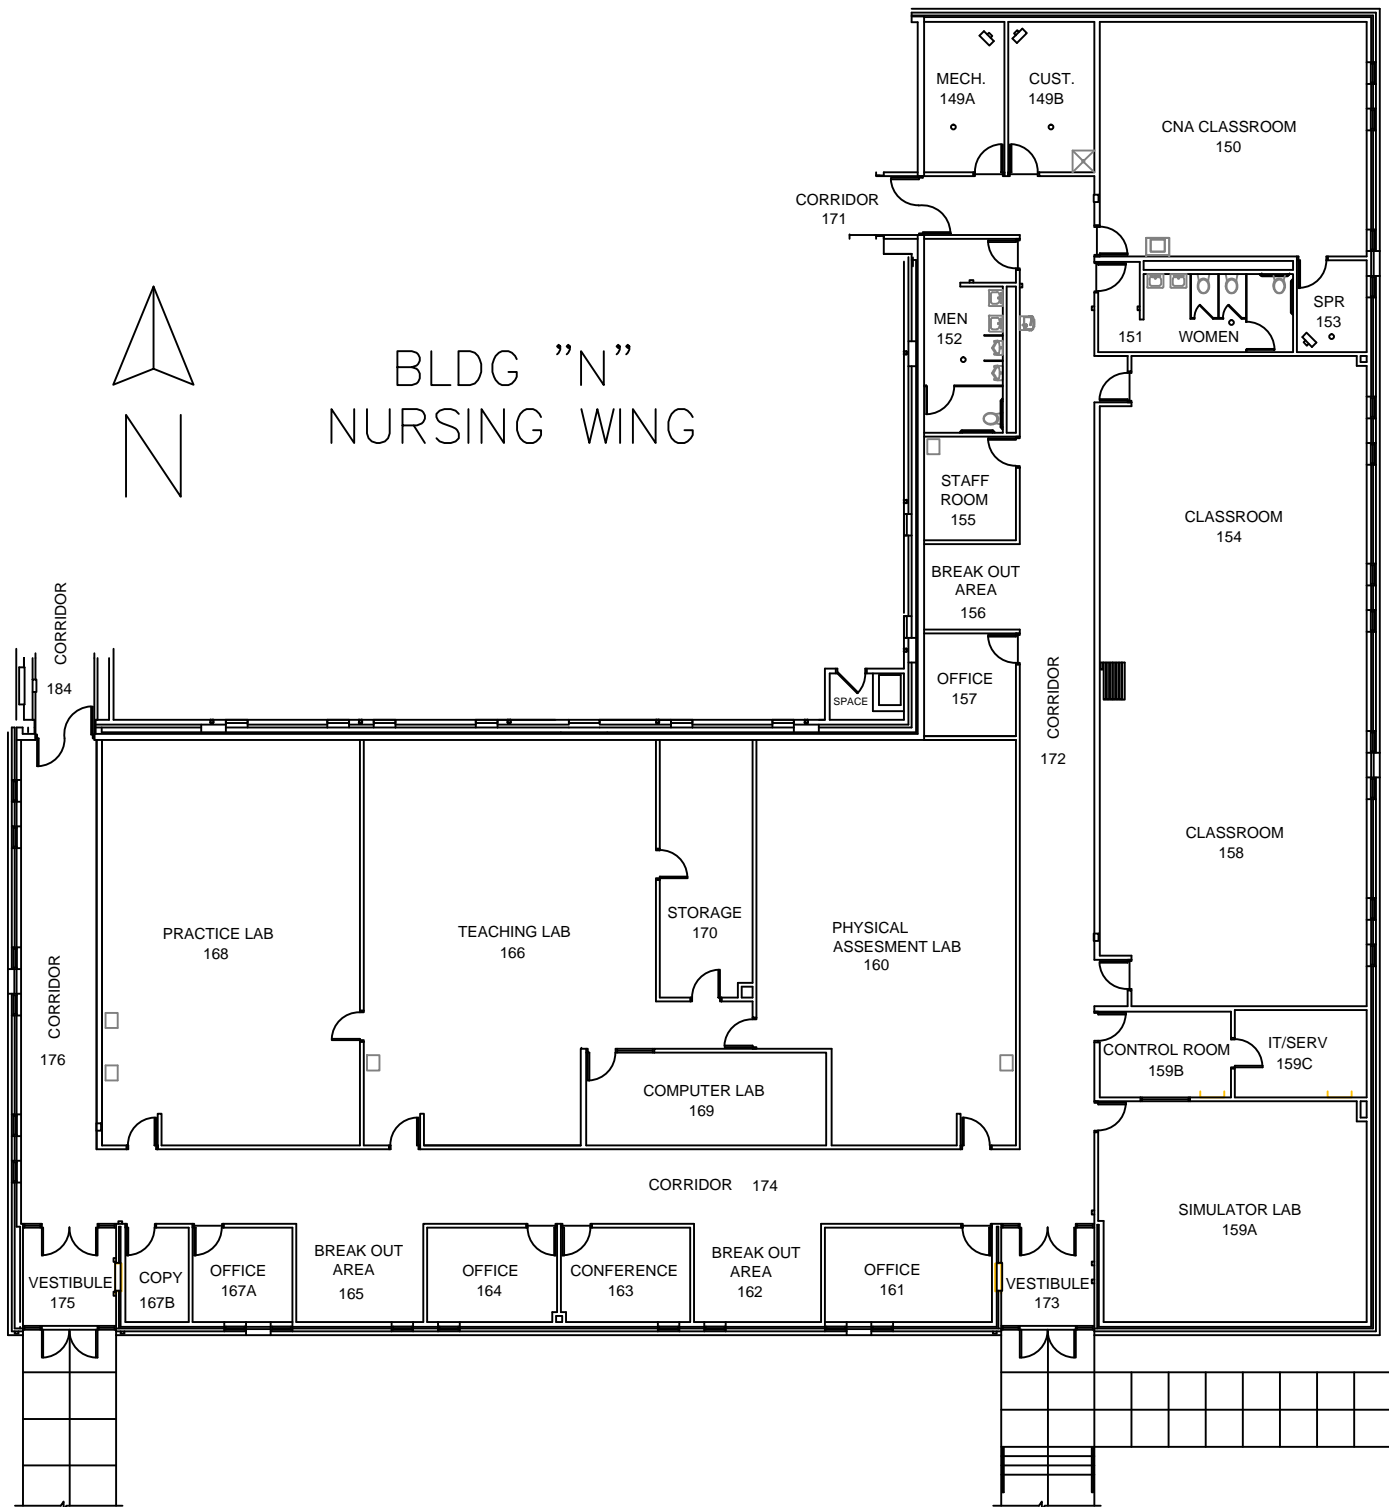 MECH.
149A
CUST.
149B
CNA CLASSROOM
150
CORRIDOR
171
SPR
153
MEN
152
151
WOMEN
BLDG "N"
NURSING WING
N
STAFF
ROOM
155
CLASSROOM
154
BREAK OUT
AREA
156
CORRIDOR
184
OFFICE
157
SPACE
CORRIDOR
172
CLASSROOM
158
PRACTICE LAB
168
TEACHING LAB
166
STORAGE
170
PHYSICAL
ASSESMENT LAB
160
CORRIDOR
176
CONTROL ROOM
159B
IT/SERV
159C
COMPUTER LAB
169
CORRIDOR 174
SIMULATOR LAB
159A
VESTIBULE
175
COPY
167B
OFFICE
167A
BREAK OUT
AREA
165
OFFICE
164
CONFERENCE
163
BREAK OUT
AREA
162
OFFICE
161
VESTIBULE
173